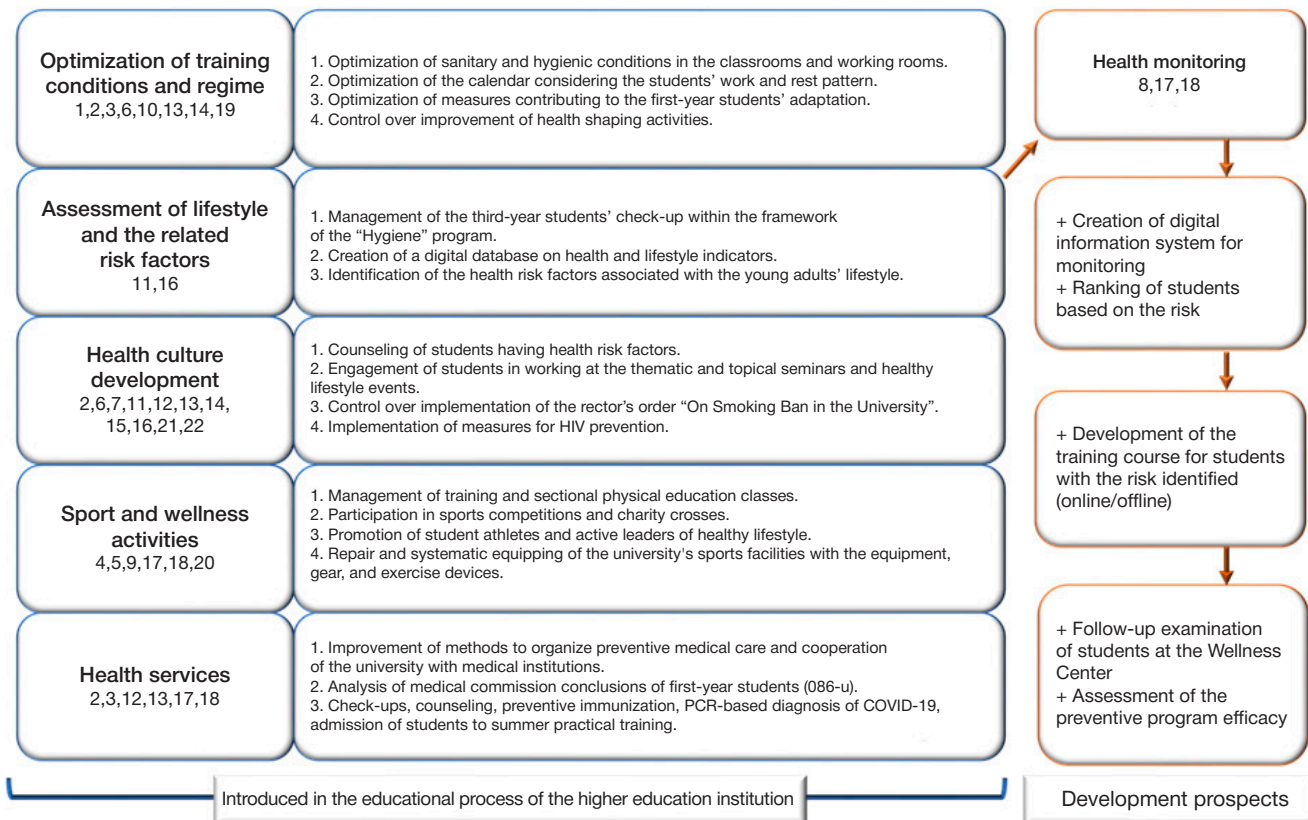 Optimization of training
conditions and regime
1,2,3,6,10,13,14,19
1. Optimization of sanitary and hygienic conditions in the classrooms and working rooms.
2. Optimization of the calendar considering the students' work and rest pattern.
3. Optimization of measures contributing to the first-year students' adaptation.
4. Control over improvement of health shaping activities.
Assessment of lifestyle
and the related
risk factors
11,16
1. Management of the third-year students' check-up within the framework
of the “Hygiene” program.
2. Creation of a digital database on health and lifestyle indicators.
3. Identification of the health risk factors associated with the young adults' lifestyle.
Health culture
development
2,6,7,11,12,13,14,
15,16,21,22
1. Counseling of students having health risk factors.
2. Engagement of students in working at the thematic and topical seminars and healthy
lifestyle events.
3. Control over implementation of the rector's order “On Smoking Ban in the University”.
4. Implementation of measures for HIV prevention.
Sport and wellness
activities
4,5,9,17,18,20
1. Management of training and sectional physical education classes.
2. Participation in sports competitions and charity crosses.
3. Promotion of student athletes and active leaders of healthy lifestyle.
4. Repair and systematic equipping of the university's sports facilities with the equipment,
gear, and exercise devices.
Health services
2,3,12,13,17,18
1. Improvement of methods to organize preventive medical care and cooperation
of the university with medical institutions.
2. Analysis of medical commission conclusions of first-year students (086-u).
3. Check-ups, counseling, preventive immunization, PCR-based diagnosis of COVID-19,
admission of students to summer practical training.
Introduced in the educational process of the higher education institution
Health monitoring
8,17,18
+ Creation of digital
information system for
monitoring
+ Ranking of students
based on the risk
+ Development of the
training course for students
with the risk identified
(online/offline)
+ Follow-up examination
of students at the Wellness
Center
+ Assessment of the
preventive program efficacy
Development prospects